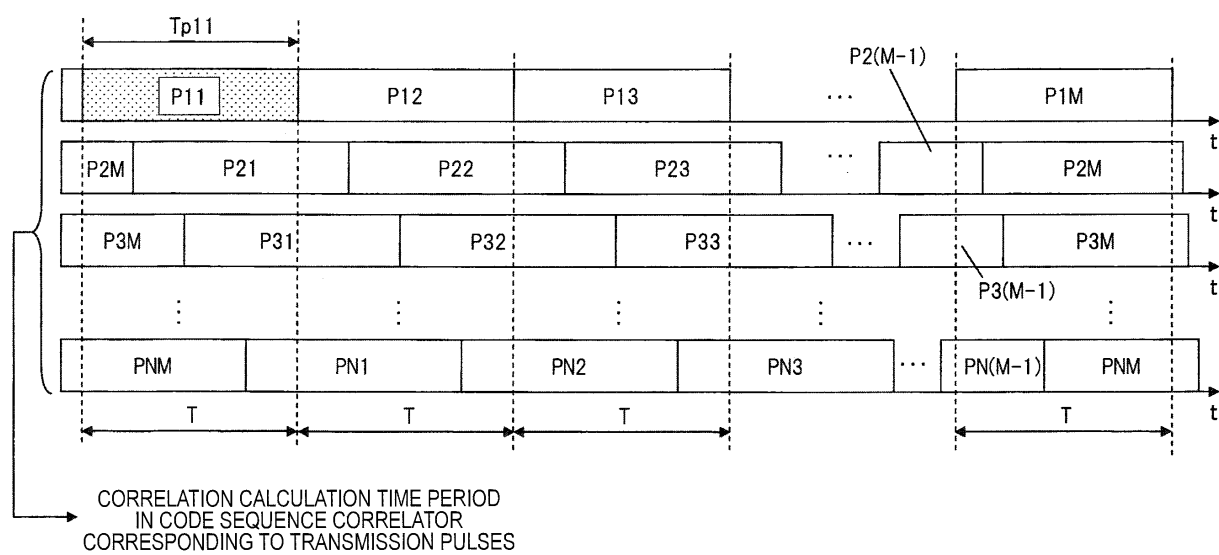 Tp11
P2(M-1)
P11 P12 P13 ... P1M
t
P2M P21 P22 P23 ... P2M
t
P3M P31 P32 P33 ... P3M
t
P3(M-1)
PNM PN1 PN2 PN3 ... PN(M-1) PNM
t
T T T T
CORRELATION CALCULATION TIME PERIOD
IN CODE SEQUENCE CORRELATOR
CORRESPONDING TO TRANSMISSION PULSES